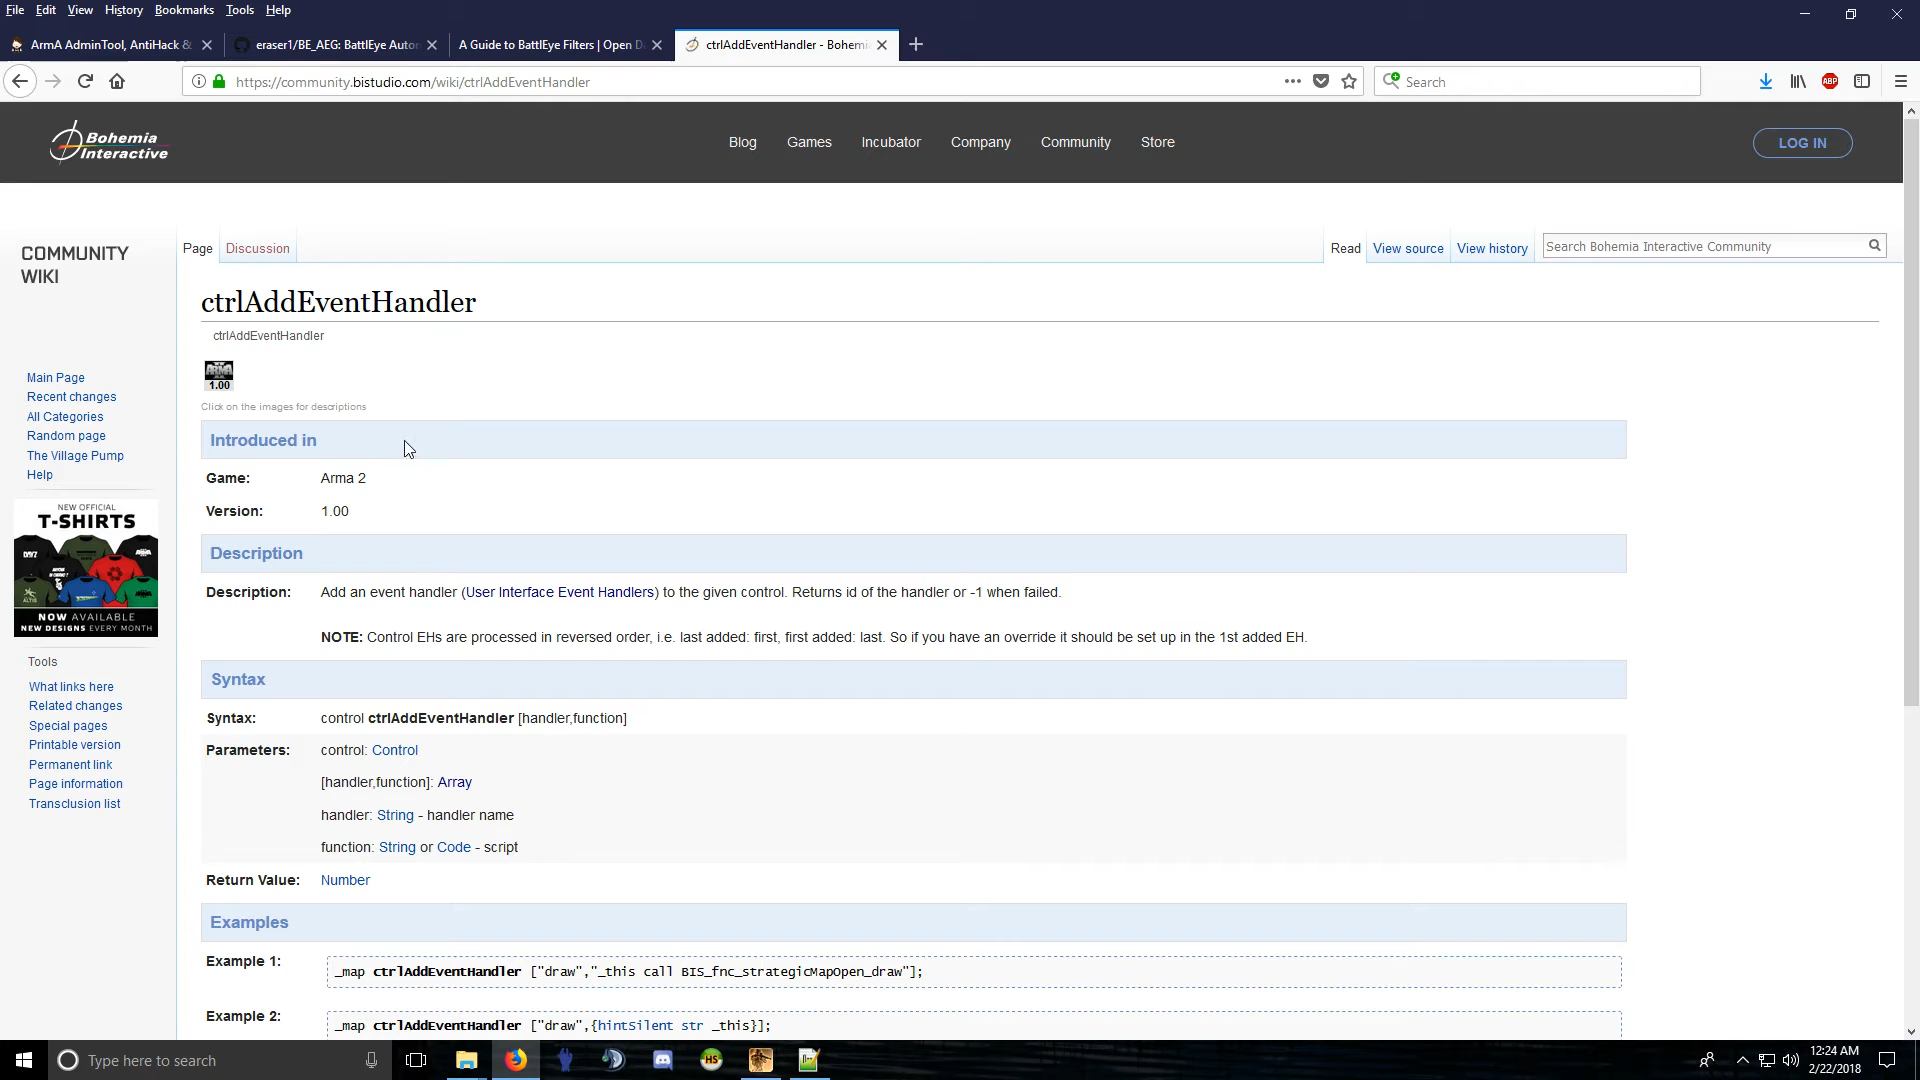 File Edit View History Bookmarks Tools Help
ArmA AdminTool, AntiHack &
eraser1/BE_AEG: BattlEye Autor
A Guide to BattlEye Filters | Open D
ctrlAddEventHandler - Bohemi
https://community.bistudio.com/wiki/ctrlAddEventHandler
Search
ABP
Bohemia
Interactive
Blog Games Incubator Company Community Store
LOG IN
COMMUNITY
WIKI
Page Discussion
Read View source View history
Search Bohemia Interactive Community
ctrlAddEventHandler
ctrlAddEventHandler
ARMA
1.00
Click on the images for descriptions
Main Page
Recent changes
All Categories
Random page
The Village Pump
Help
NEW OFFICIAL
T-SHIRTS
NOW AVAILABLE
NEW DESIGNS EVERY MONTH
Tools
What links here
Related changes
Special pages
Printable version
Permanent link
Page information
Transclusion list
Introduced in
Game: Arma 2
Version: 1.00
Description
Description: Add an event handler (User Interface Event Handlers) to the given control. Returns id of the handler or -1 when failed.
NOTE: Control EHs are processed in reversed order, i.e. last added: first, first added: last. So if you have an override it should be set up in the 1st added EH.
Syntax
Syntax: control ctrlAddEventHandler [handler,function]
Parameters: control: Control
[handler,function]: Array
handler: String - handler name
function: String or Code - script
Return Value: Number
Examples
Example 1: _map ctrlAddEventHandler ["draw","_this call BIS_fnc_strategicMapOpen_draw"];
Example 2: _map ctrlAddEventHandler ["draw",{hintSilent str _this}];
Type here to search
HS
12:24 AM
2/22/2018